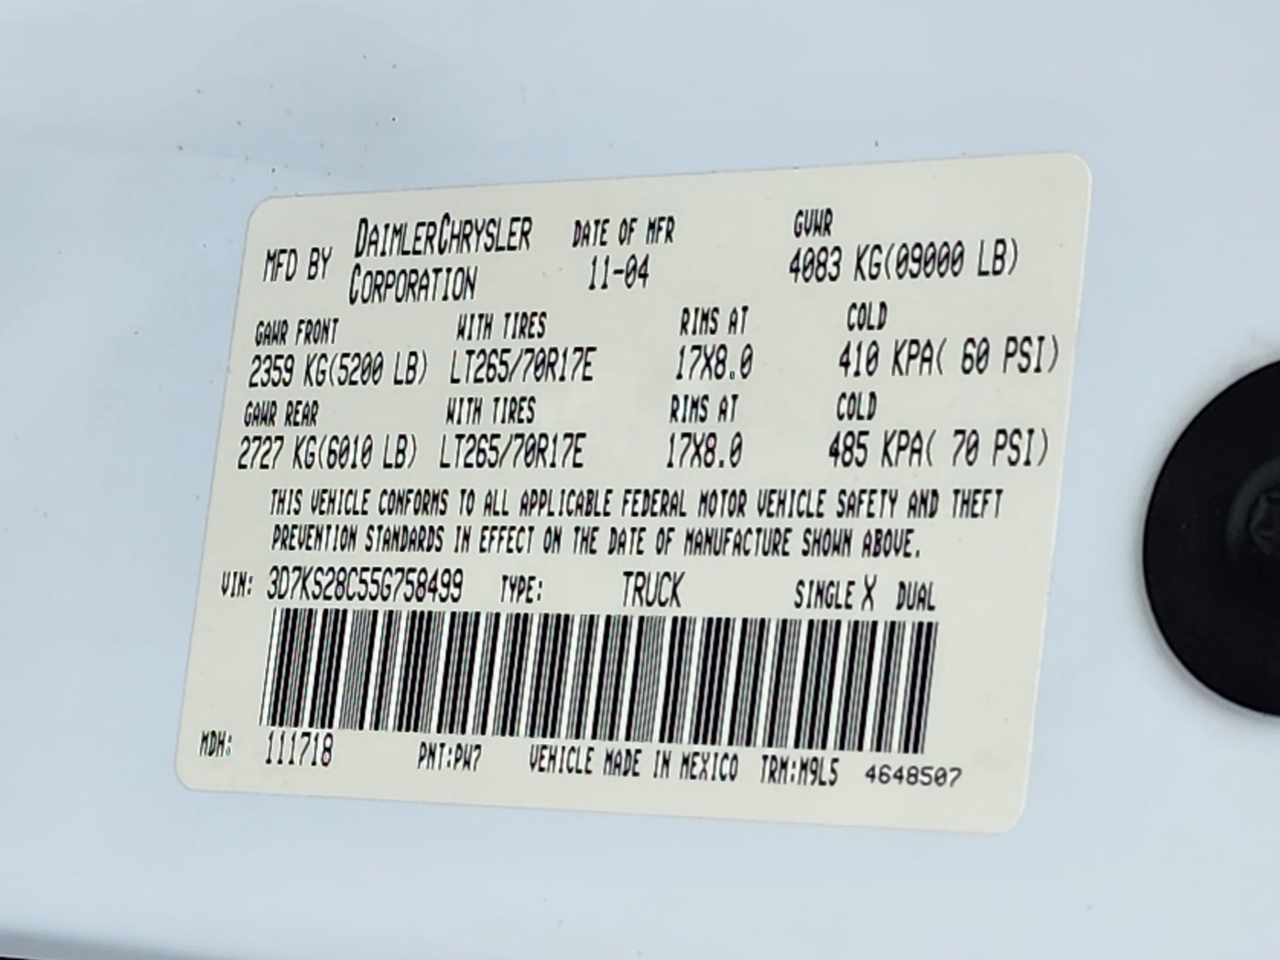 MFD BY DAIMLERCHRYSLER CORPORATION DATE OF MFR 11-04 GVWR 4083 KG(09000 LB)
GAWR FRONT WITH TIRES RIMS AT COLD
2359 KG(5200 LB) LT265/70R17E 17X8.0 410 KPA( 60 PSI)
GAWR REAR WITH TIRES RIMS AT COLD
2727 KG(6010 LB) LT265/70R17E 17X8.0 485 KPA( 70 PSI)
THIS VEHICLE CONFORMS TO ALL APPLICABLE FEDERAL MOTOR VEHICLE SAFETY AND THEFT
PREVENTION STANDARDS IN EFFECT ON THE DATE OF MANUFACTURE SHOWN ABOVE.
VIN: 3D7KS28C55G758499 TYPE: TRUCK SINGLE X DUAL
MDH: 111718 PNT:PW7 VEHICLE MADE IN MEXICO TRM:M9L5 4648507